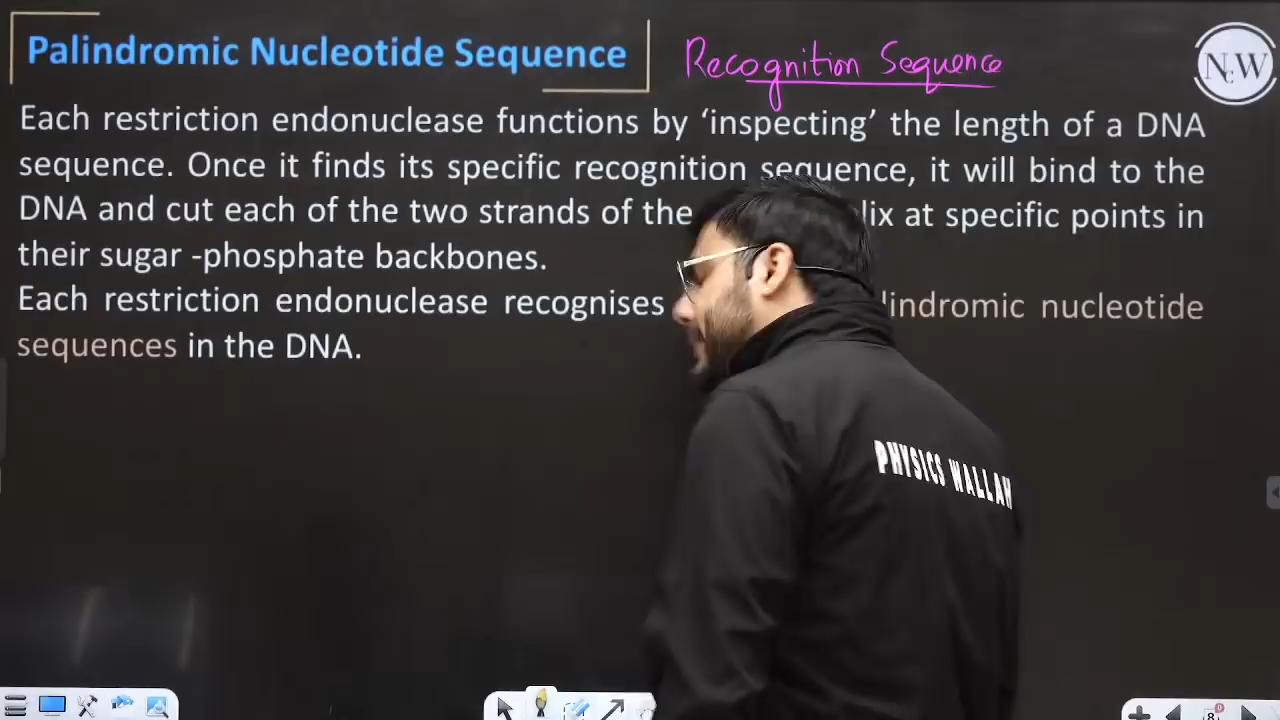 Palindromic Nucleotide Sequence
Recognition Sequence
NcW
Each restriction endonuclease functions by ‘inspecting’ the length of a DNA
sequence. Once it finds its specific recognition sequence, it will bind to the
DNA and cut each of the two strands of the lix at specific points in
their sugar -phosphate backbones.
Each restriction endonuclease recognises lindromic nucleotide
sequences in the DNA.
PHYSICS WALLAH
8